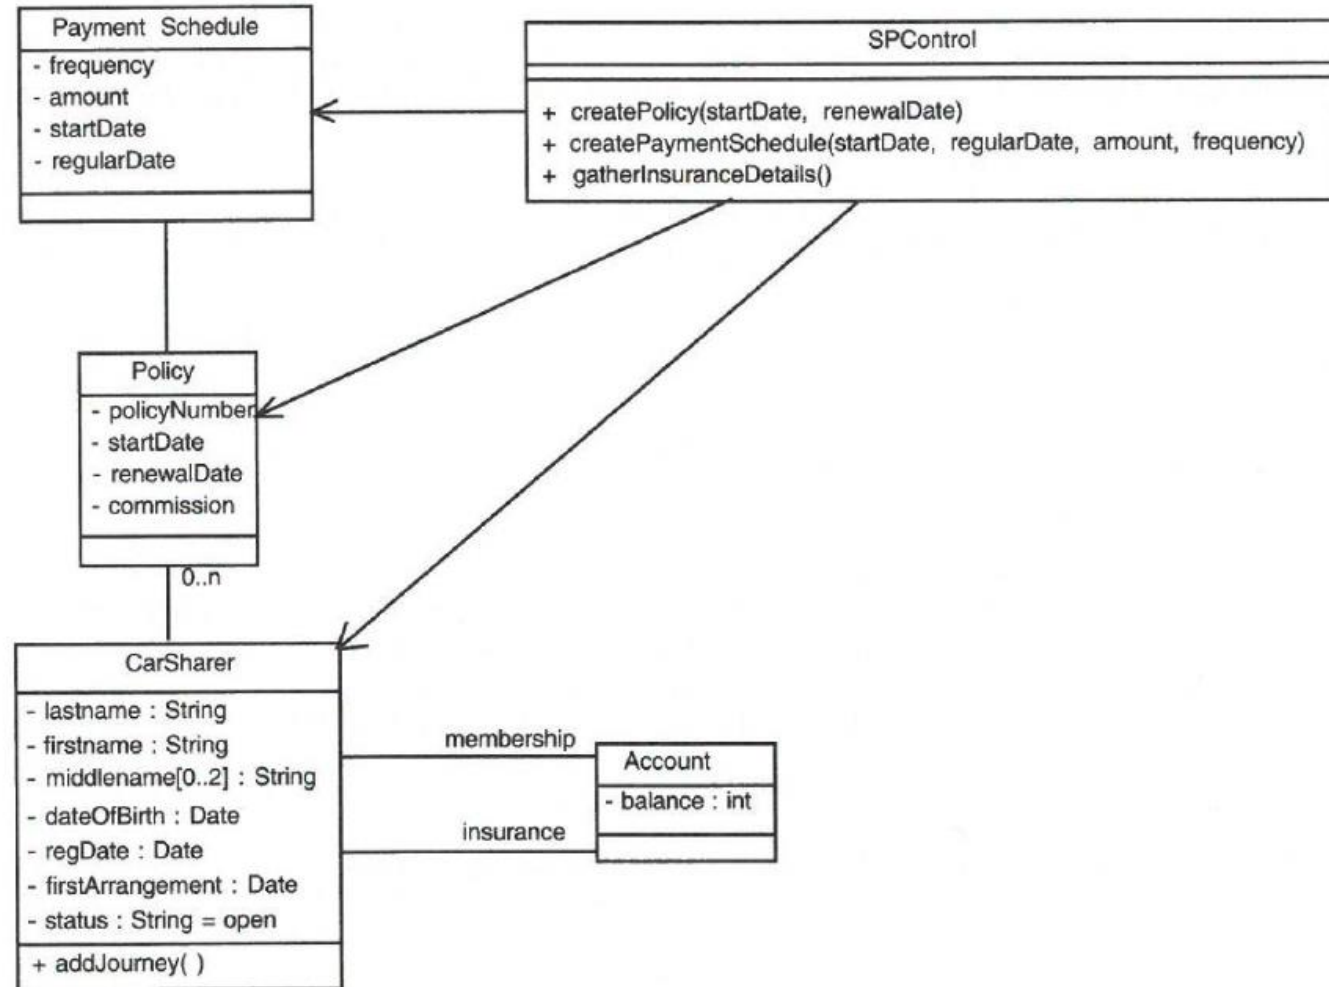 Payment Schedule
- frequency
- amount
- startDate
- regularDate
SPControl
+ createPolicy(startDate, renewalDate)
+ createPaymentSchedule(startDate, regularDate, amount, frequency)
+ gatherInsuranceDetails()
Policy
- policyNumber
- startDate
- renewalDate
- commission
0..n
CarSharer
- lastname : String
- firstname : String
- middlename[0..2] : String
- dateOfBirth : Date
- regDate : Date
- firstArrangement : Date
- status : String = open
+ addJourney( )
membership
insurance
Account
- balance : int